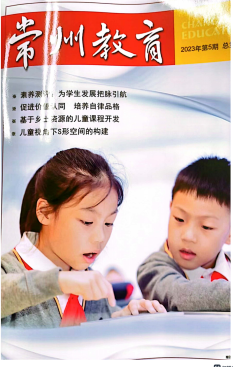 常州教育
CHANGZHOU
EDUCATION
2023年第5期 总
素养测评：为学生发展把脉引航
促进价值认同 培养自律品格
基于乡土资源的儿童课程开发
儿童视角下S形空间的构建